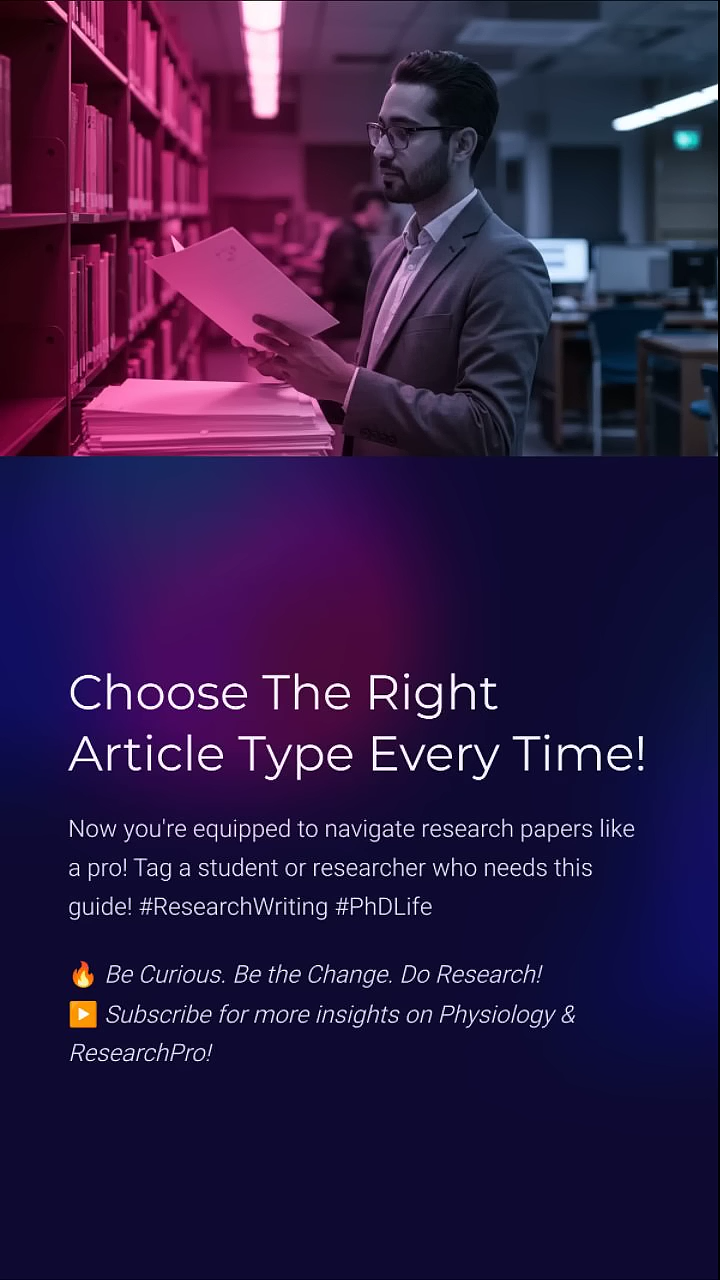 Choose The Right
Article Type Every Time!
Now you're equipped to navigate research papers like
a pro! Tag a student or researcher who needs this
guide! #ResearchWriting #PhDLife
🔥 Be Curious. Be the Change. Do Research!
▶️ Subscribe for more insights on Physiology &
ResearchPro!